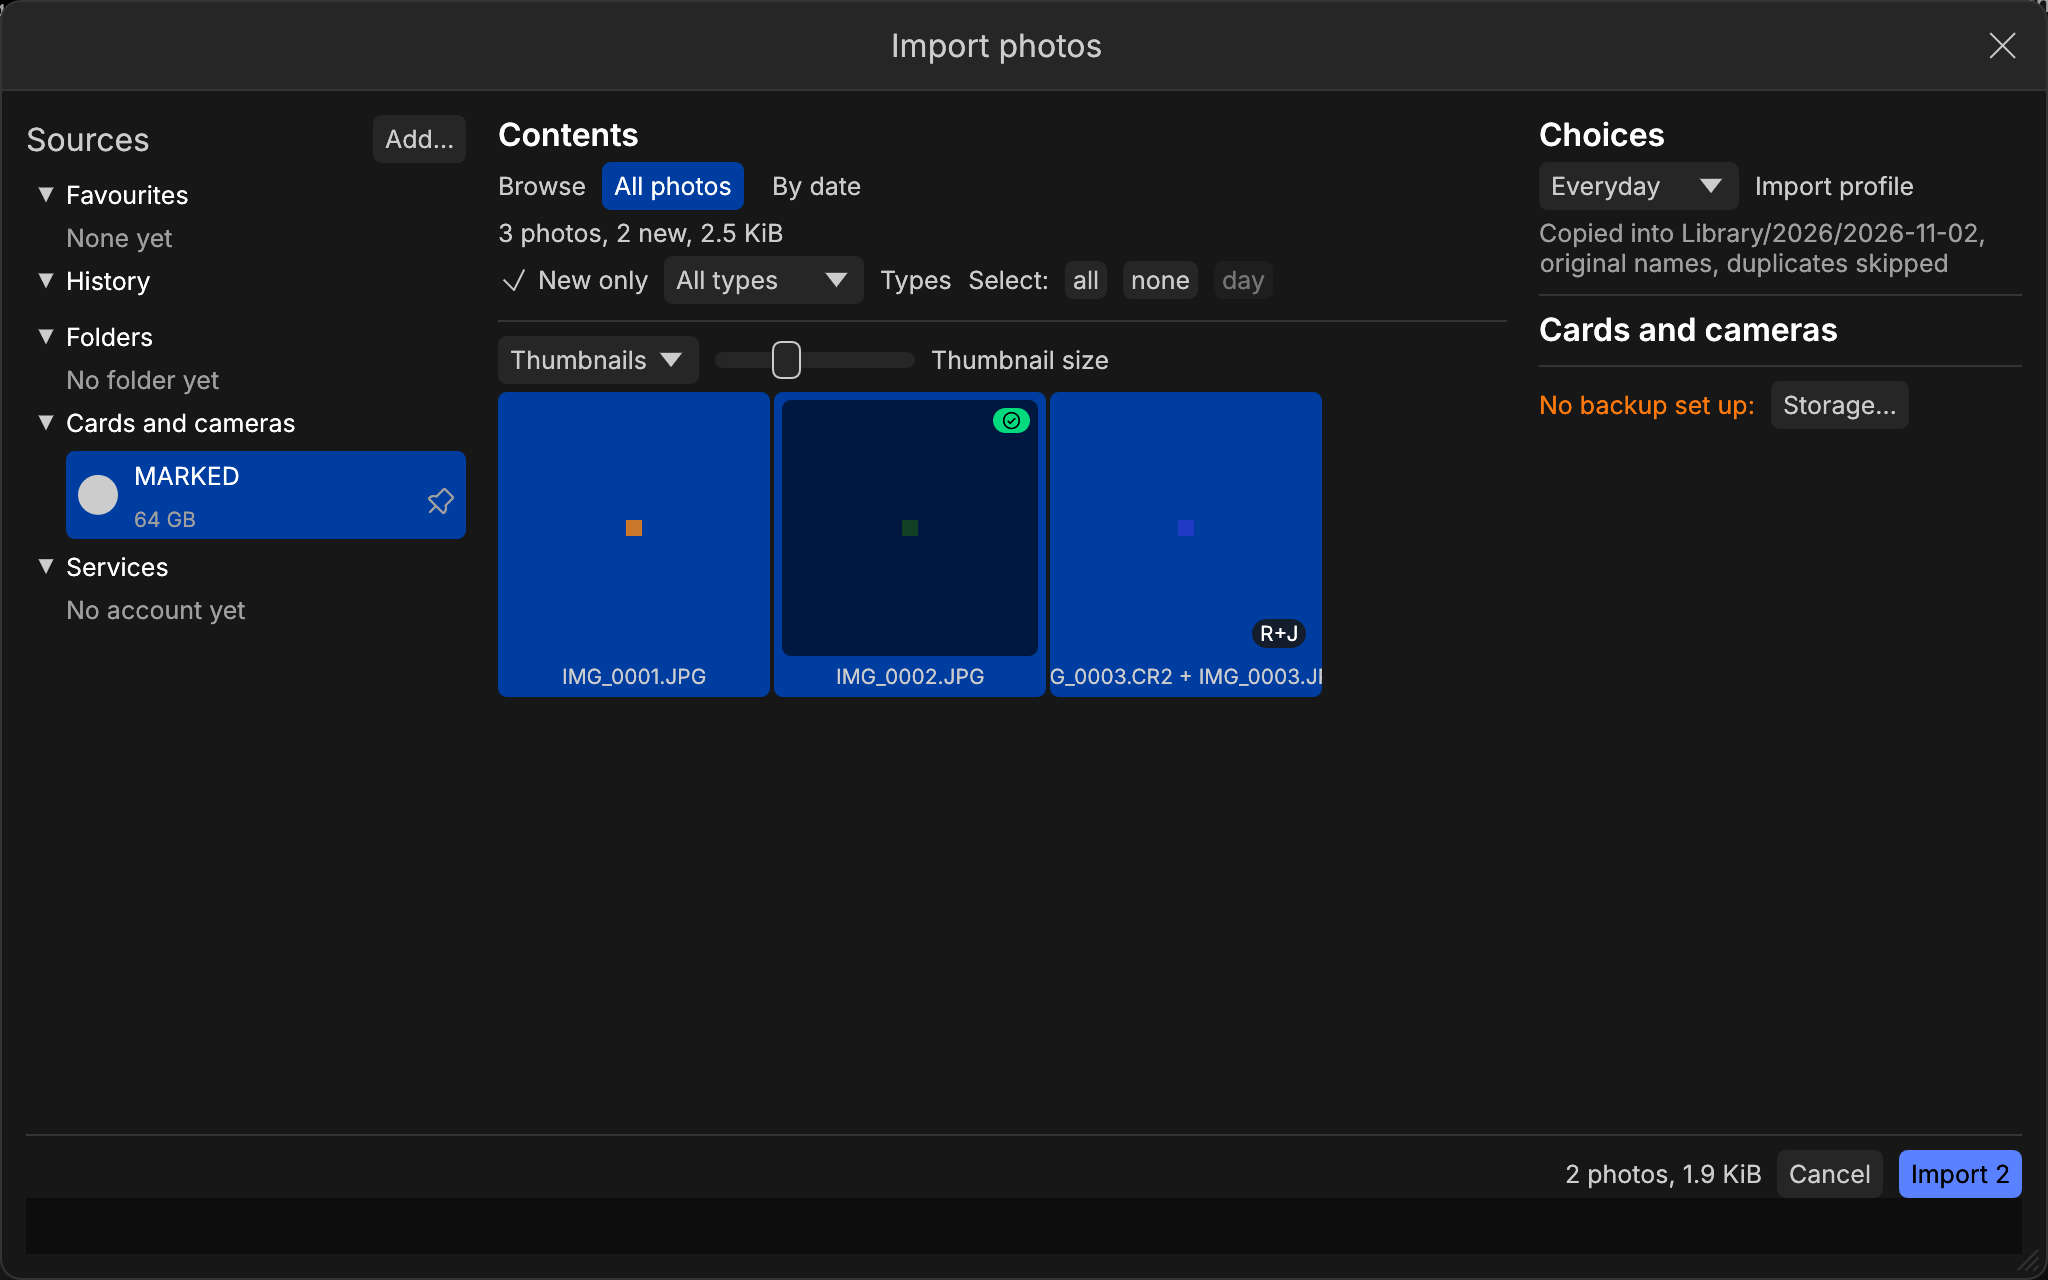 Import photos
Sources
Add...
Favourites
None yet
History
Folders
No folder yet
Cards and cameras
MARKED
64 GB
Services
No account yet
Contents
Browse All photos By date
3 photos, 2 new, 2.5 KiB
New only All types Types Select: all none day
Thumbnails Thumbnail size
R+J
IMG_0001.JPG IMG_0002.JPG G_0003.CR2 + IMG_0003.J
Choices
Everyday Import profile
Copied into Library/2026/2026-11-02,
original names, duplicates skipped
Cards and cameras
No backup set up: Storage...
2 photos, 1.9 KiB Cancel Import 2